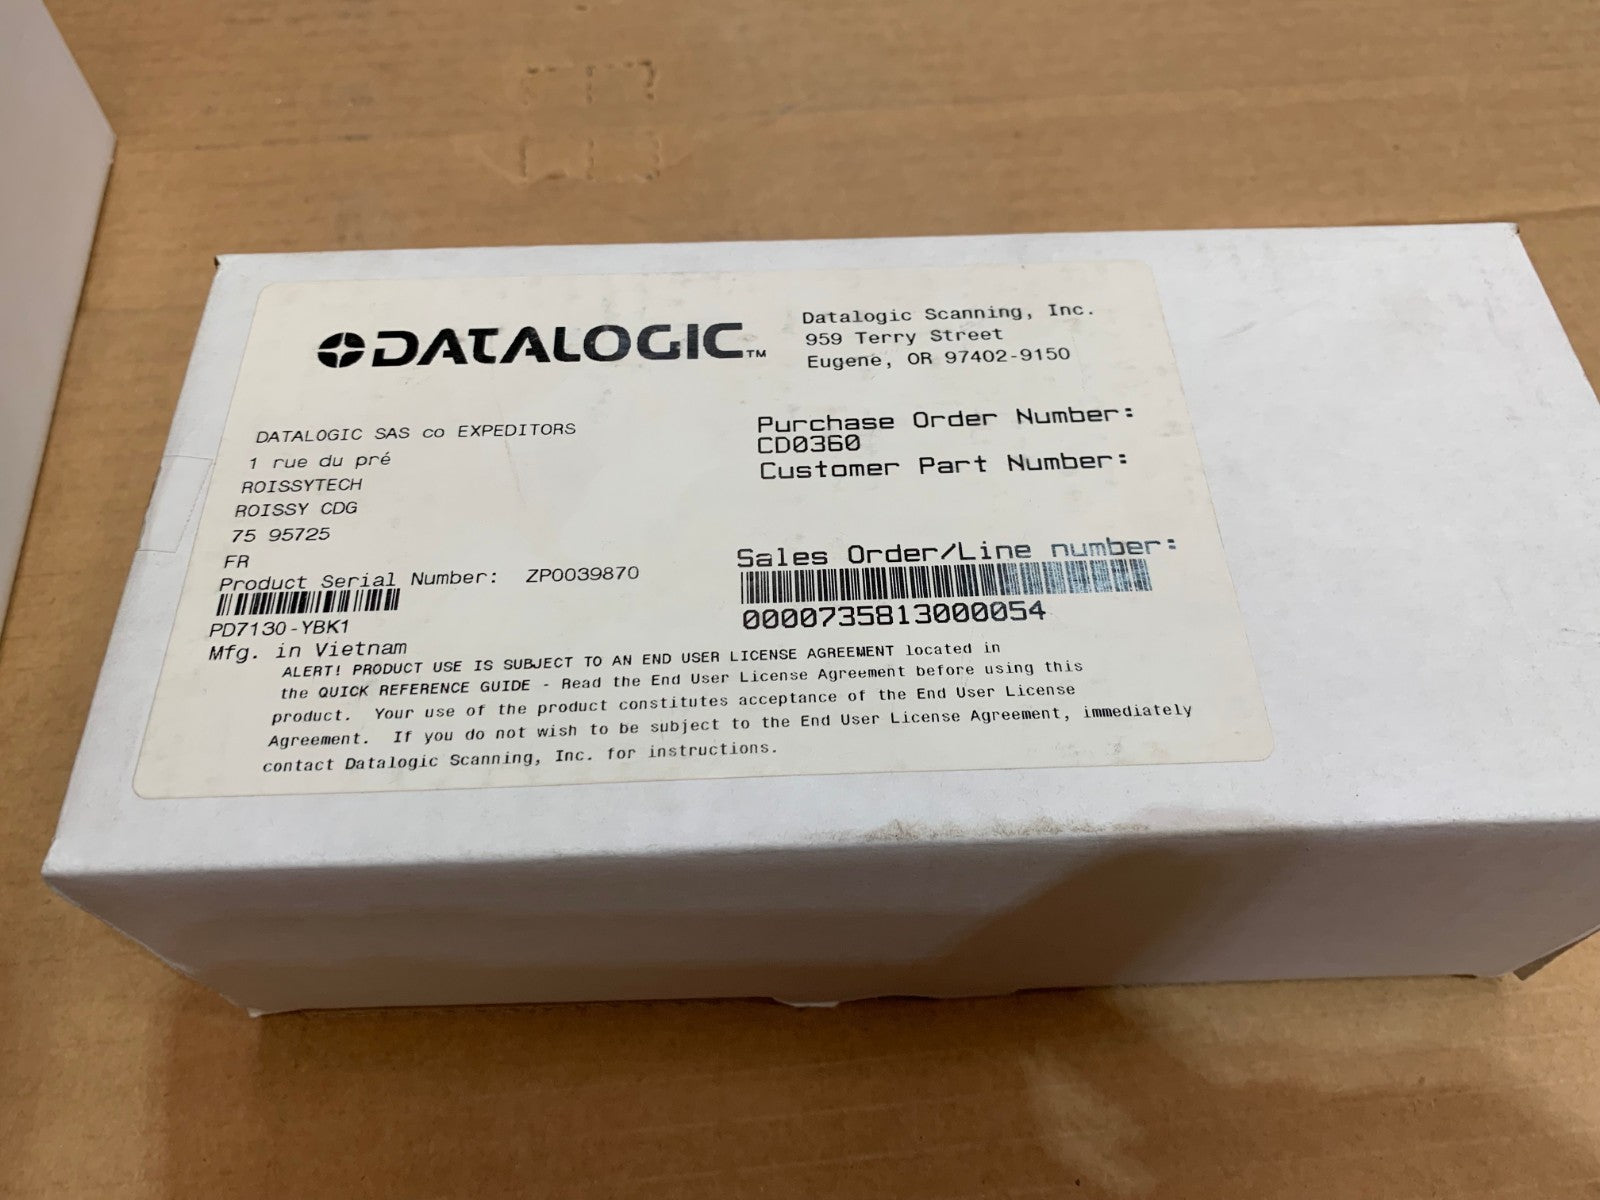 DATALOGIC™
Datalogic Scanning, Inc.
959 Terry Street
Eugene, OR 97402-9150
DATALOGIC SAS co EXPEDITORS
1 rue du pré
ROISSYTECH
ROISSY CDG
75 95725
FR
Purchase Order Number:
CD0360
Customer Part Number:
Product Serial Number: ZP0039870
PD7130-YBK1
Mfg. in Vietnam
Sales Order/Line number:
0000735813000054
ALERT! PRODUCT USE IS SUBJECT TO AN END USER LICENSE AGREEMENT located in
the QUICK REFERENCE GUIDE - Read the End User License Agreement before using this
product. Your use of the product constitutes acceptance of the End User License
Agreement. If you do not wish to be subject to the End User License Agreement, immediately
contact Datalogic Scanning, Inc. for instructions.